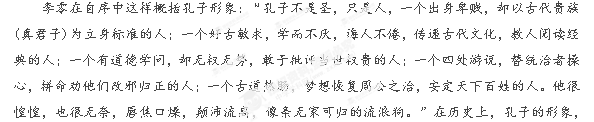 李零在自序中这样概括孔子形象：“孔子不是圣，只是人，一个出身卑贱，却以古代贵族
(真君子)为立身标准的人；一个好古敏求，学而不厌，诲人不倦，传递古代文化，教人阅读经
典的人；一个有道德学问，却无权无势，敢于批评当世权贵的人；一个四处游说，替统治者操
心，拼命劝他们改邪归正的人；一个古道热肠，梦想恢复周公之治，安定天下百姓的人。他很
恓惶，也很无奈，唇焦口燥，颠沛流离，像条无家可归的流浪狗。”在历史上，孔子的形象，